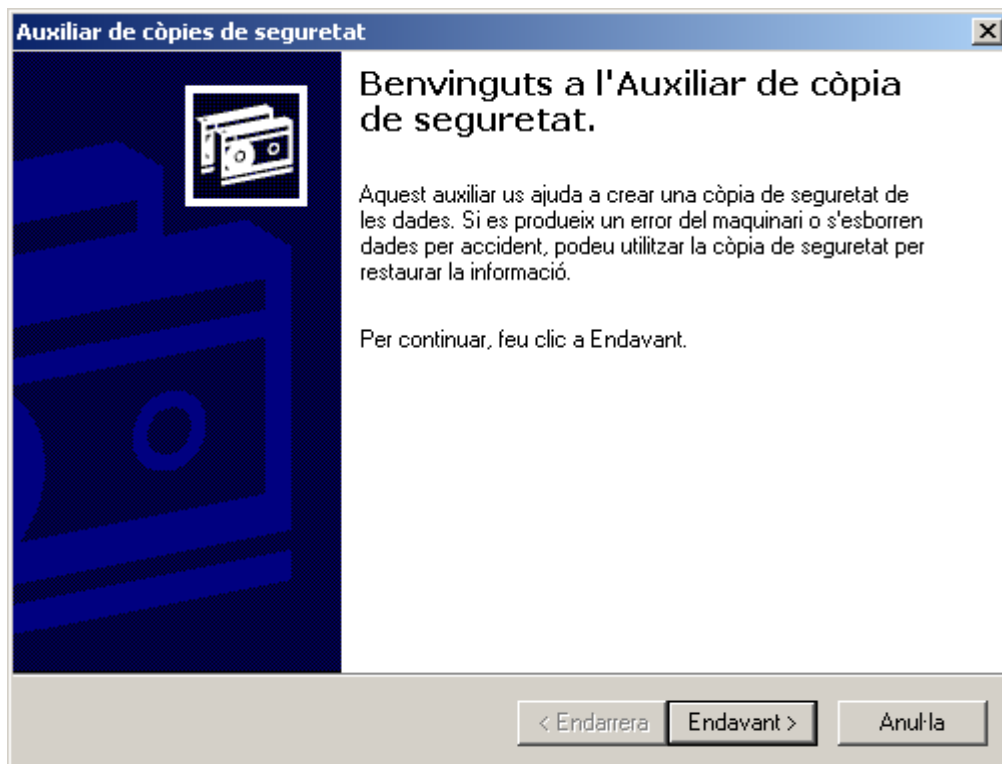 Auxiliar de còpies de seguretat
Benvinguts a l'Auxiliar de còpia
de seguretat.
Aquest auxiliar us ajuda a crear una còpia de seguretat de
les dades. Si es produeix un error del maquinari o s'esborren
dades per accident, podeu utilitzar la còpia de seguretat per
restaurar la informació.
Per continuar, feu clic a Endavant.
< Endarrera Endavant > Anul·la